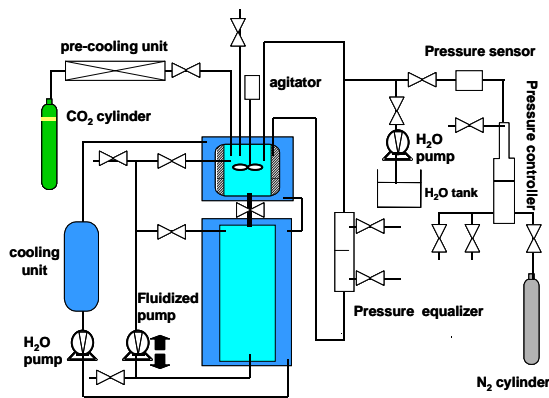 pre-cooling unit
agitator
CO2 cylinder
Pressure sensor
Pressure controller
H2O
pump
H2O tank
cooling
unit
Fluidized
pump
H2O
pump
Pressure equalizer
N2 cylinder